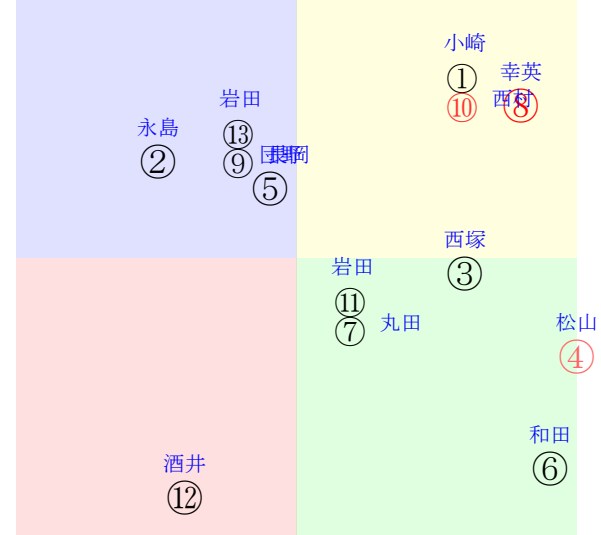 小崎
①
幸英
⑩
西村
⑧
岩田
永島
⑬
②
⑨
⑤
西塚
③
岩田
⑪
⑦
丸田
松山
④
和田
⑥
酒井
⑫